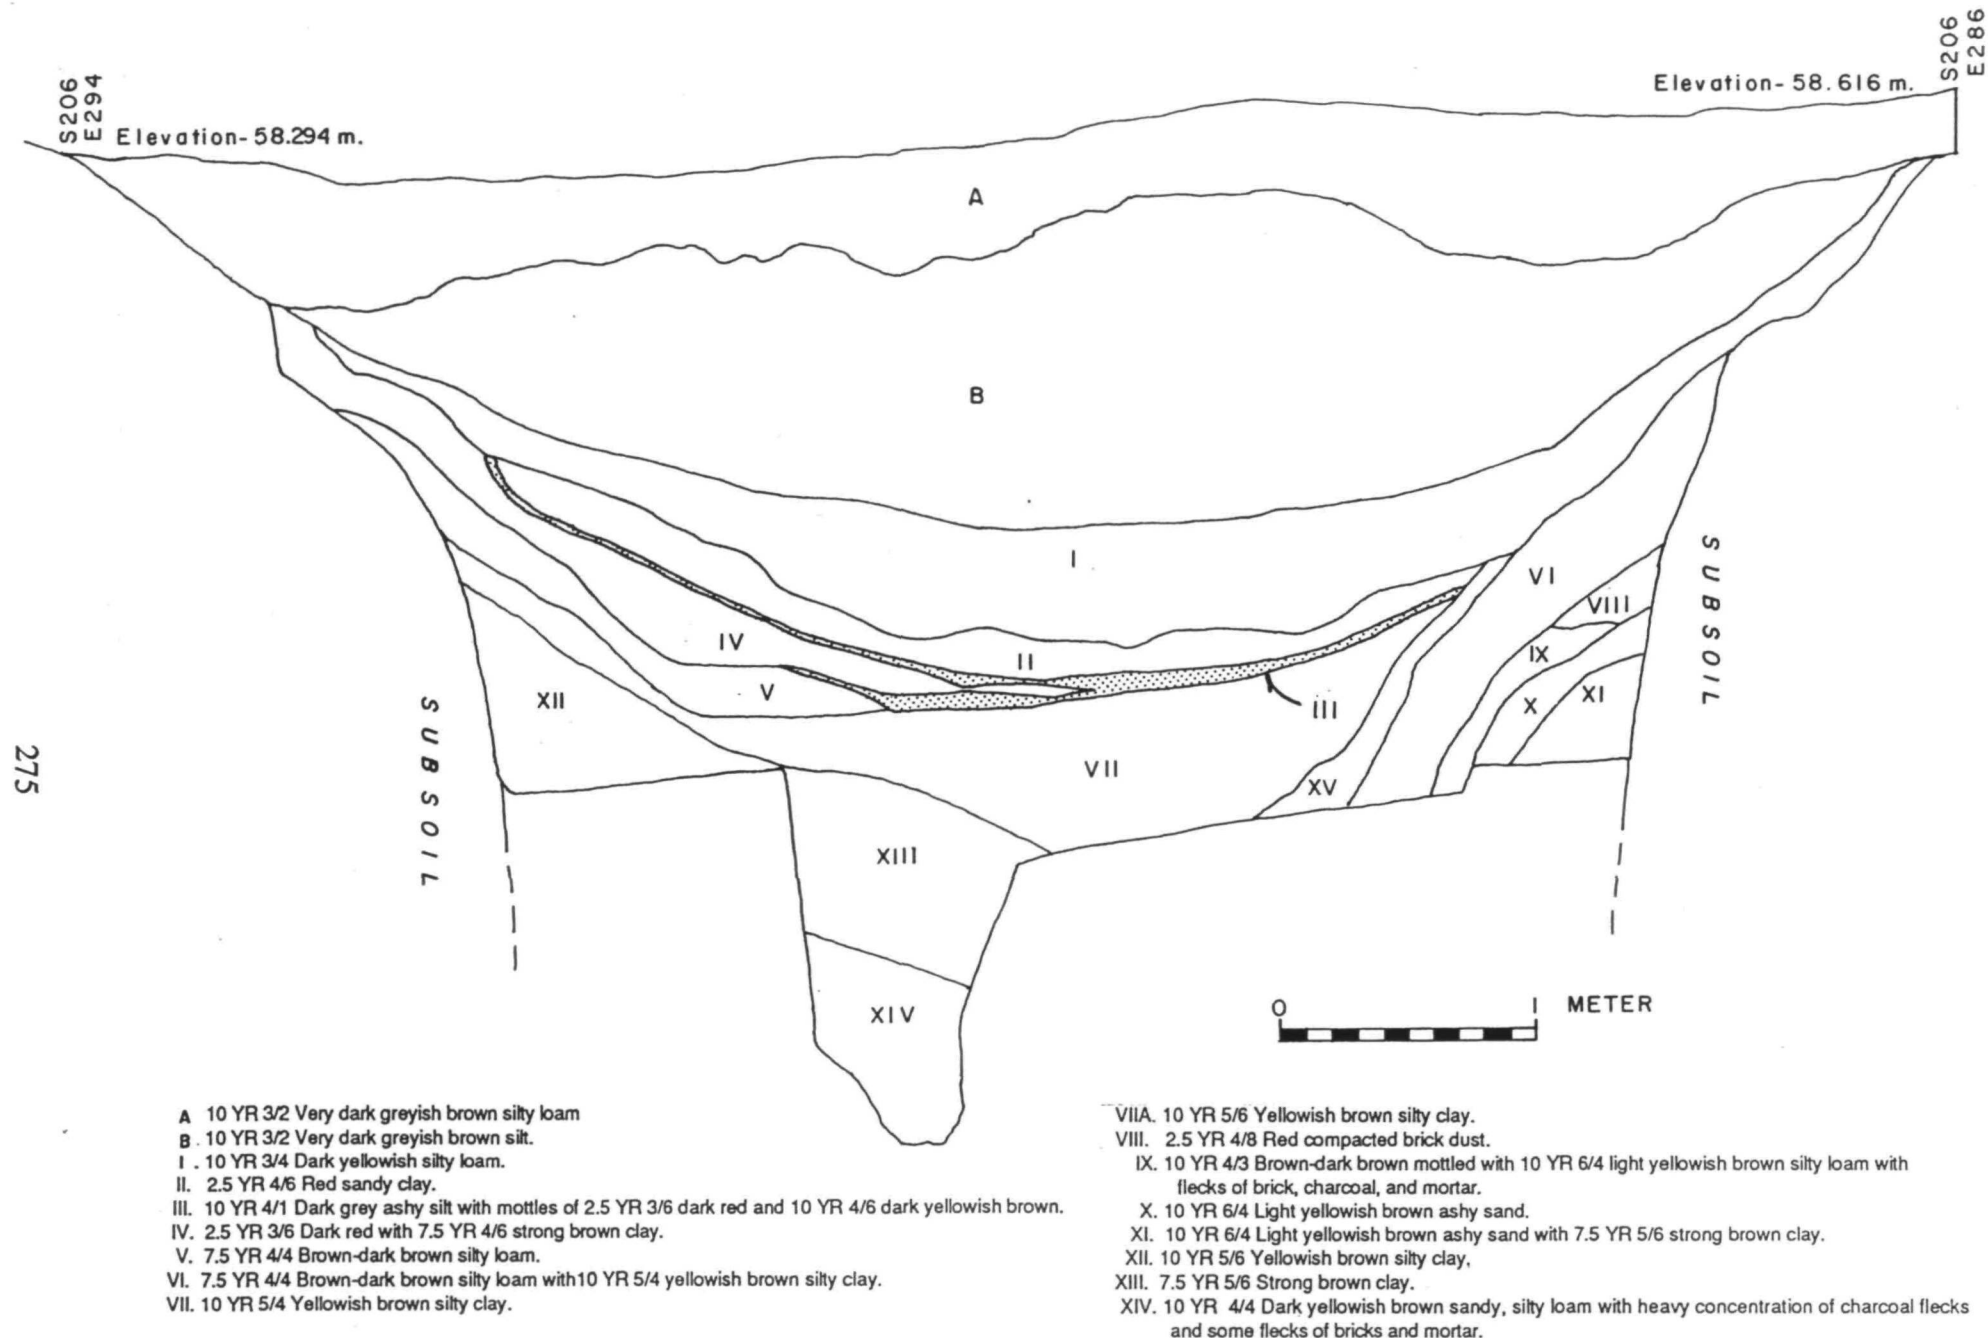 S206
E294
Elevation- 58.294 m.
Elevation- 58.616 m.
S206
E286
A
B
I
II
III
IV
V
VI
VII
VIII
IX
X
XI
XII
XIII
XIV
XV
SUBSOIL
SUBSOIL
275
0 1 METER
A 10 YR 3/2 Very dark greyish brown silty loam
B . 10 YR 3/2 Very dark greyish brown silt.
I . 10 YR 3/4 Dark yellowish silty loam.
II. 2.5 YR 4/6 Red sandy clay.
III. 10 YR 4/1 Dark grey ashy silt with mottles of 2.5 YR 3/6 dark red and 10 YR 4/6 dark yellowish brown.
IV. 2.5 YR 3/6 Dark red with 7.5 YR 4/6 strong brown clay.
V. 7.5 YR 4/4 Brown-dark brown silty loam.
VI. 7.5 YR 4/4 Brown-dark brown silty loam with10 YR 5/4 yellowish brown silty clay.
VII. 10 YR 5/4 Yellowish brown silty clay.
VIIA. 10 YR 5/6 Yellowish brown silty clay.
VIII. 2.5 YR 4/8 Red compacted brick dust.
IX. 10 YR 4/3 Brown-dark brown mottled with 10 YR 6/4 light yellowish brown silty loam with
flecks of brick, charcoal, and mortar.
X. 10 YR 6/4 Light yellowish brown ashy sand.
XI. 10 YR 6/4 Light yellowish brown ashy sand with 7.5 YR 5/6 strong brown clay.
XII. 10 YR 5/6 Yellowish brown silty clay,
XIII. 7.5 YR 5/6 Strong brown clay.
XIV. 10 YR 4/4 Dark yellowish brown sandy, silty loam with heavy concentration of charcoal flecks
and some flecks of bricks and mortar.